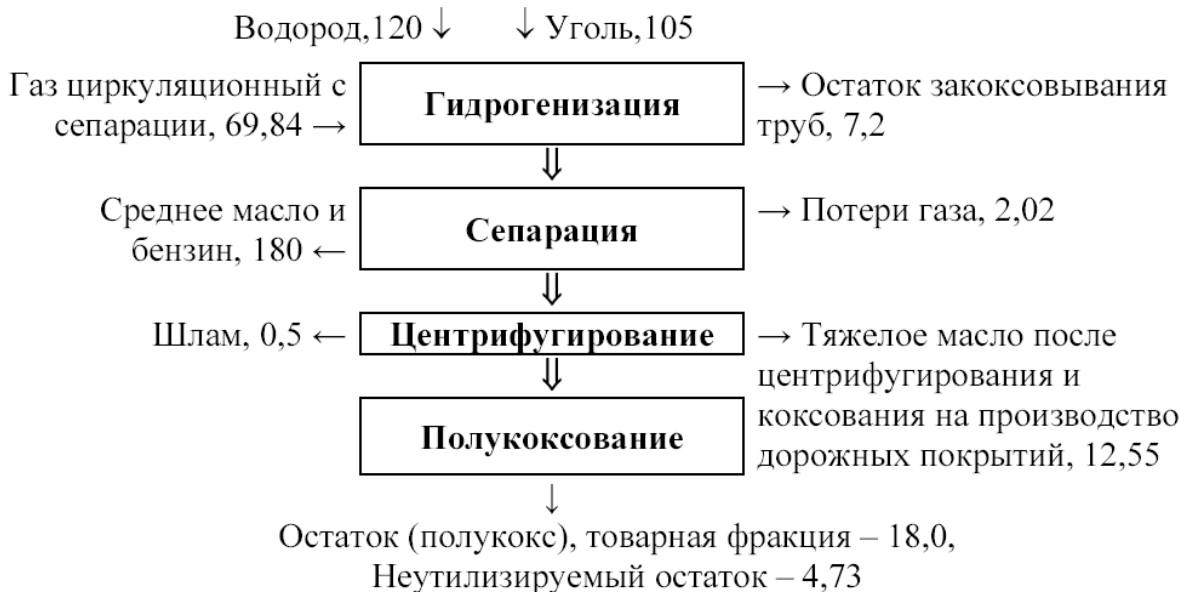 Водород,120 ↓ ↓ Уголь,105
Газ циркуляционный с
сепарации, 69,84 →
Гидрогенизация
→ Остаток закоксовывания
труб, 7,2
⇓
Среднее масло и
бензин, 180 ←
Сепарация
→ Потери газа, 2,02
⇓
Шлам, 0,5 ←
Центрифугирование
→ Тяжелое масло после
центрифугирования и
коксования на производство
дорожных покрытий, 12,55
⇓
Полукоксование
↓
Остаток (полукокс), товарная фракция – 18,0,
Неутилизируемый остаток – 4,73